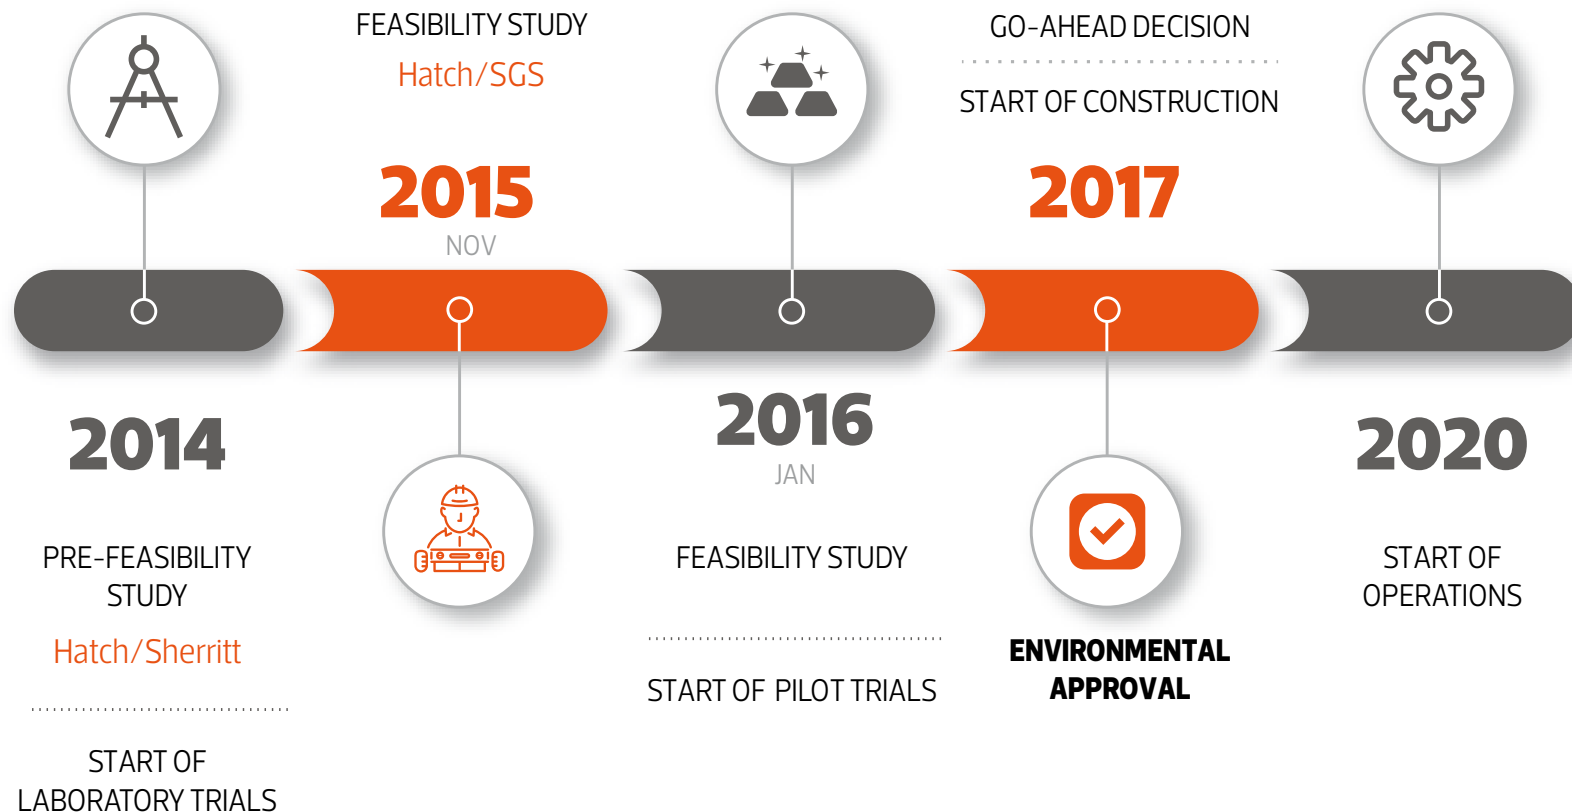 2014
PRE-FEASIBILITY
STUDY
Hatch/Sherritt
START OF
LABORATORY TRIALS
FEASIBILITY STUDY
Hatch/SGS
2015
NOV
2016
JAN
FEASIBILITY STUDY
START OF PILOT TRIALS
GO-AHEAD DECISION
START OF CONSTRUCTION
2017
ENVIRONMENTAL
APPROVAL
2020
START OF
OPERATIONS